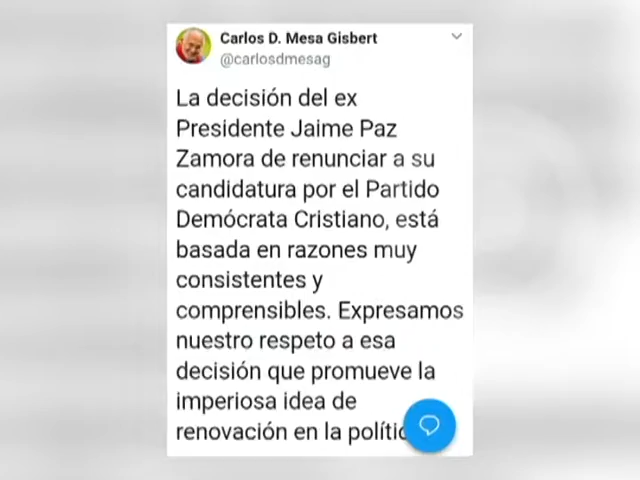 Carlos D. Mesa Gisbert
@carlosdmesag
La decisión del ex
Presidente Jaime Paz
Zamora de renunciar a su
candidatura por el Partido
Demócrata Cristiano, está
basada en razones muy
consistentes y
comprensibles. Expresamos
nuestro respeto a esa
decisión que promueve la
imperiosa idea de
renovación en la políti